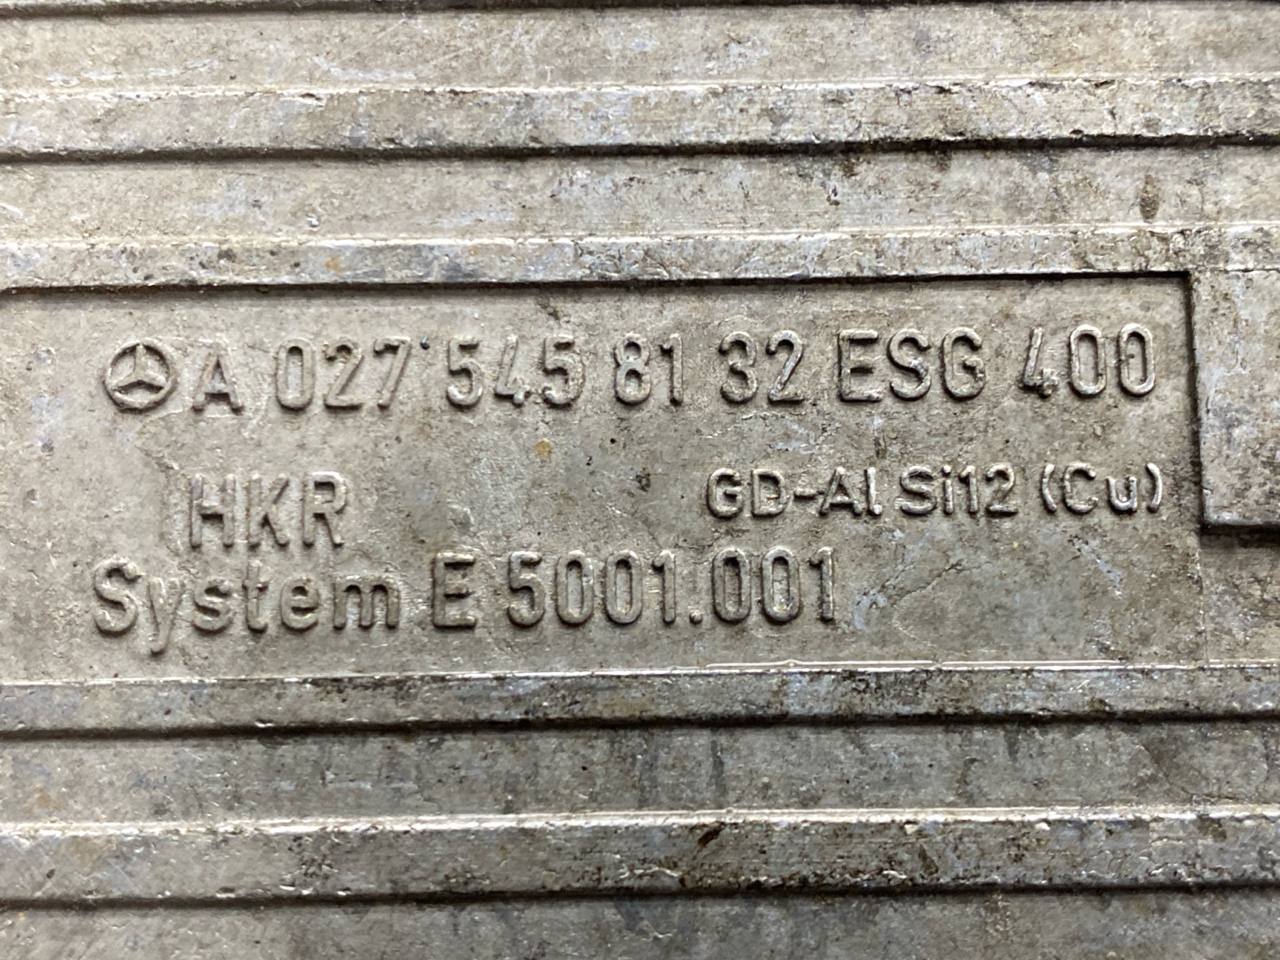 A 027 545 81 32 ESG 400
HKR GD-Al Si12 (Cu)
System E 5001.001